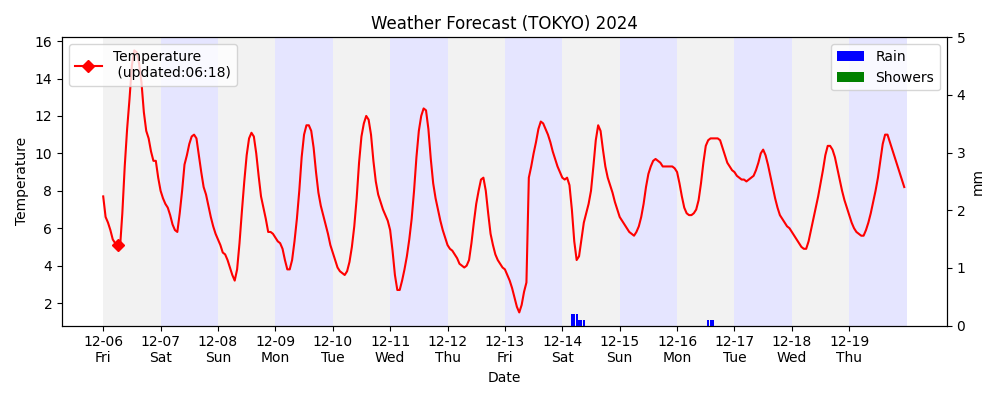 Weather Forecast (TOKYO) 2024
Temperature
(updated:06:18)
Rain
Showers
Temperature
16
14
12
10
8
6
4
2
5
4
3
2
1
0
mm
12-06 12-07 12-08 12-09 12-10 12-11 12-12 12-13 12-14 12-15 12-16 12-17 12-18 12-19
Fri Sat Sun Mon Tue Wed Thu Fri Sat Sun Mon Tue Wed Thu
Date